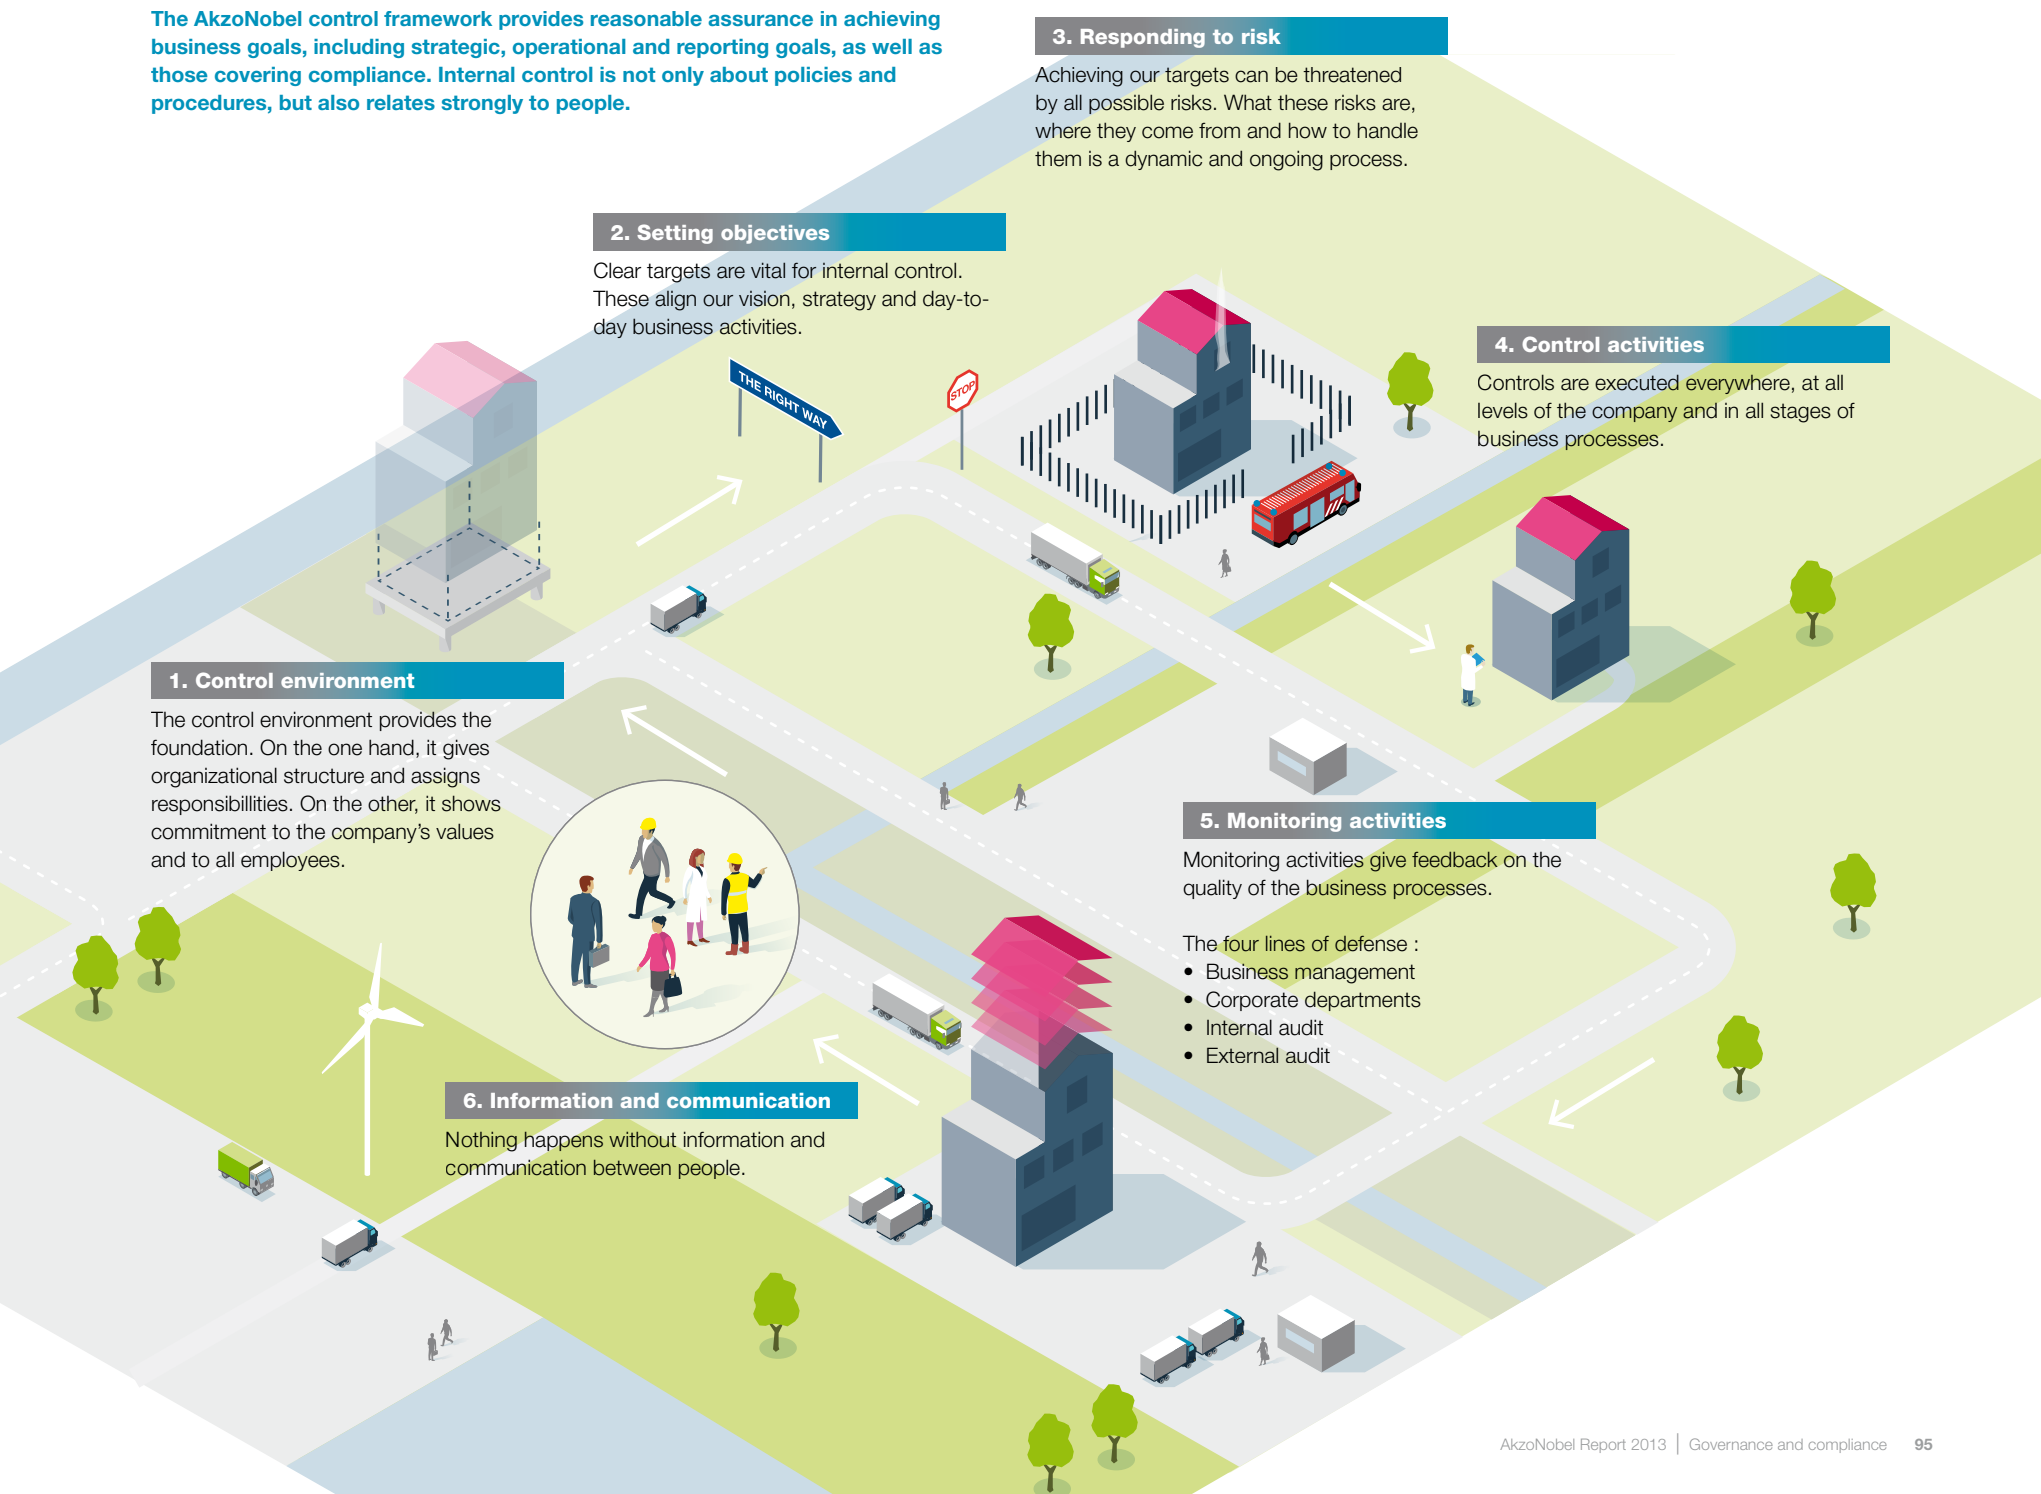 The AkzoNobel control framework provides reasonable assurance in achieving
business goals, including strategic, operational and reporting goals, as well as
those covering compliance. Internal control is not only about policies and
procedures, but also relates strongly to people.
3. Responding to risk
Achieving our targets can be threatened
by all possible risks. What these risks are,
where they come from and how to handle
them is a dynamic and ongoing process.
2. Setting objectives
Clear targets are vital for internal control.
These align our vision, strategy and day-to-
day business activities.
THE RIGHT WAY
STOP
4. Control activities
Controls are executed everywhere, at all
levels of the company and in all stages of
business processes.
1. Control environment
The control environment provides the
foundation. On the one hand, it gives
organizational structure and assigns
responsibillities. On the other, it shows
commitment to the company’s values
and to all employees.
5. Monitoring activities
Monitoring activities give feedback on the
quality of the business processes.
The four lines of defense :
• Business management
• Corporate departments
• Internal audit
• External audit
6. Information and communication
Nothing happens without information and
communication between people.
AkzoNobel Report 2013 | Governance and compliance 95